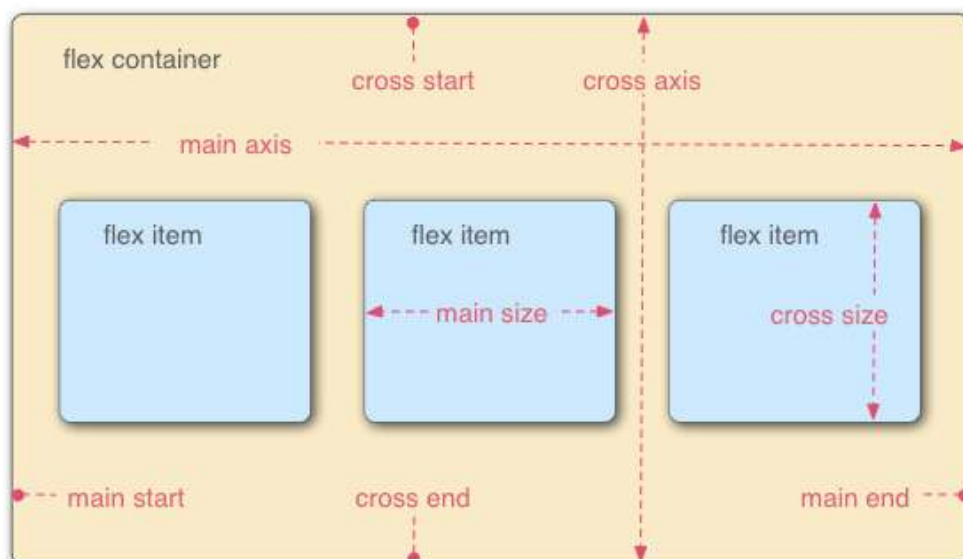 flex container
cross start
cross axis
main axis
flex item
flex item
flex item
main size
cross size
main start
cross end
main end